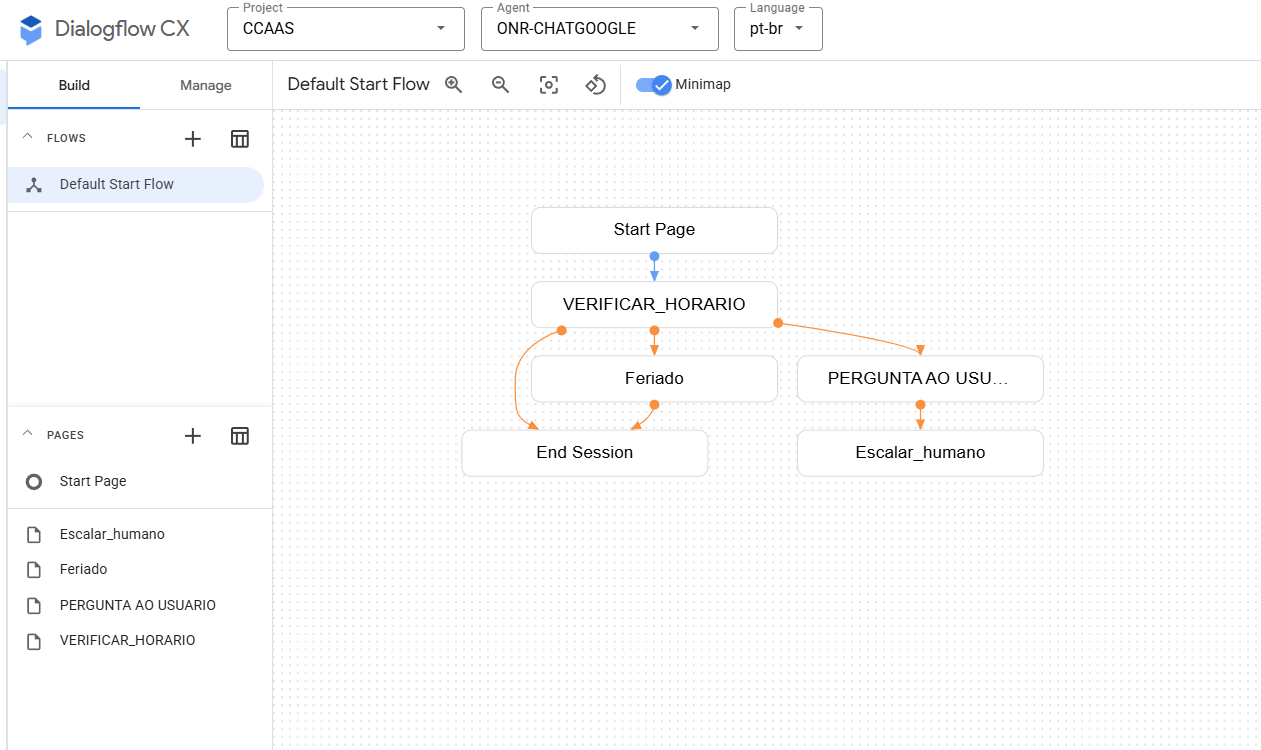 Dialogflow CX
Project
CCAAS
Agent
ONR-CHATGOOGLE
Language
pt-br
Build
Manage
Default Start Flow
Minimap
FLOWS
Default Start Flow
PAGES
Start Page
Escalar_humano
Feriado
PERGUNTA AO USUARIO
VERIFICAR_HORARIO
Start Page
VERIFICAR_HORARIO
Feriado
PERGUNTA AO USU...
End Session
Escalar_humano